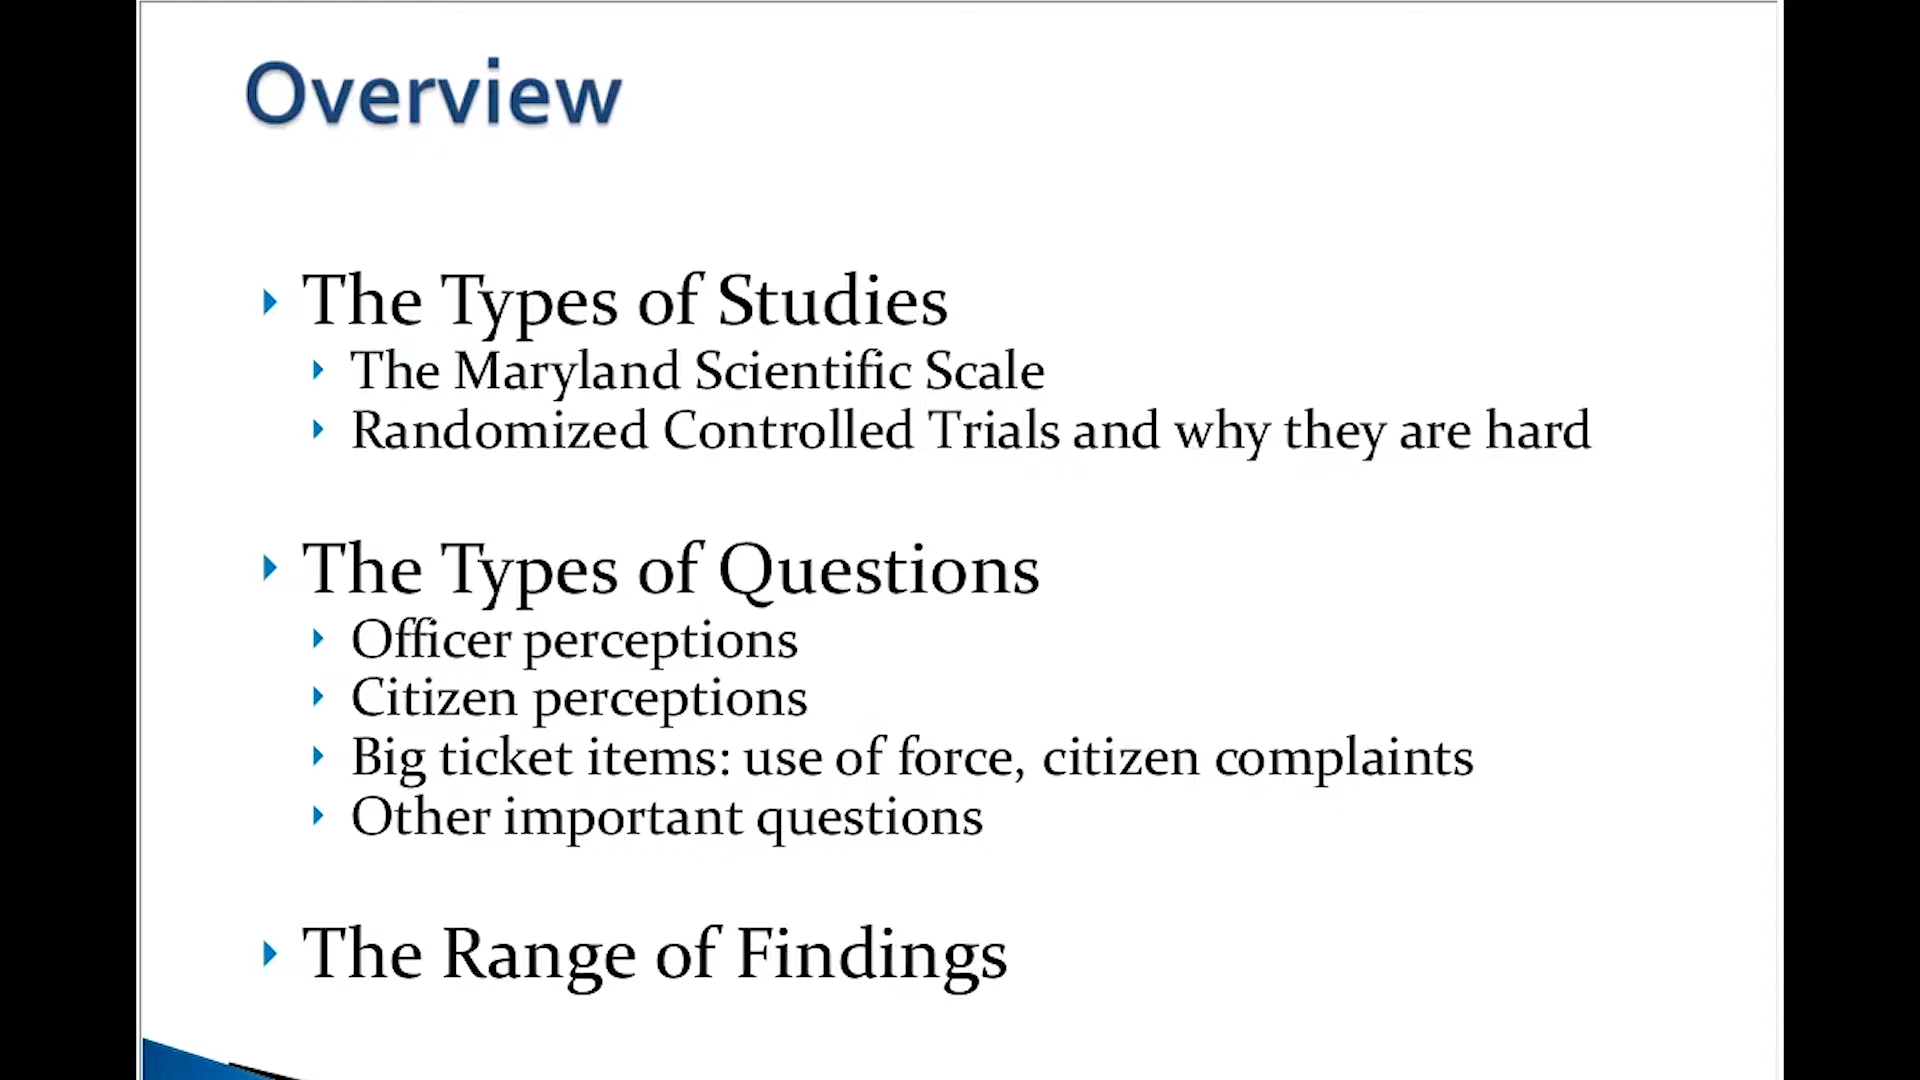 Overview
The Types of Studies
The Maryland Scientific Scale
Randomized Controlled Trials and why they are hard
The Types of Questions
Officer perceptions
Citizen perceptions
Big ticket items: use of force, citizen complaints
Other important questions
The Range of Findings